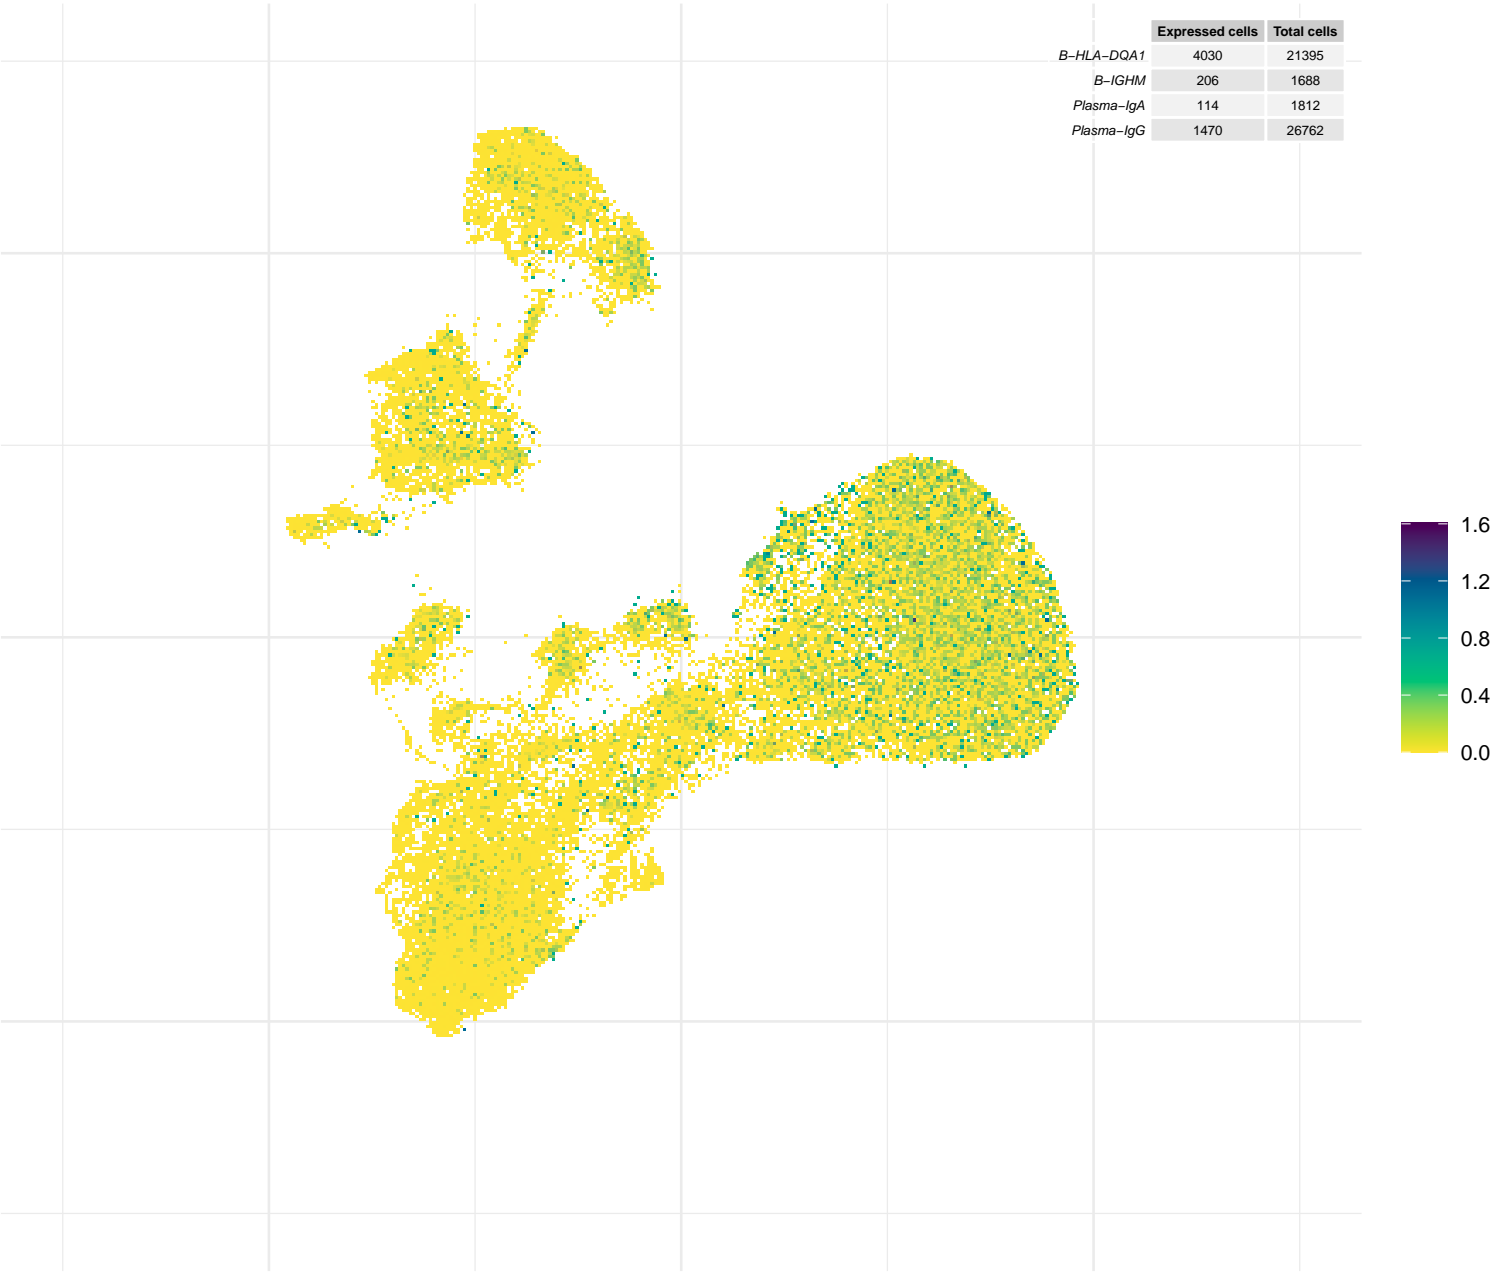 Expressed cells Total cells
B−HLA−DQA1 4030 21395
B−IGHM 206 1688
Plasma−IgA 114 1812
Plasma−IgG 1470 26762
1.6
1.2
0.8
0.4
0.0